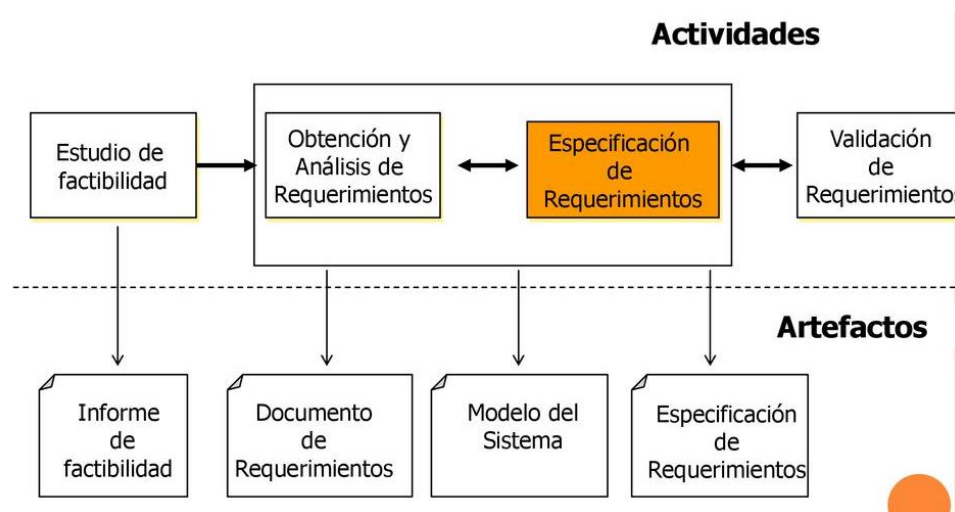 Actividades
Estudio de
factibilidad
Obtención y
Análisis de
Requerimientos
Especificación
de
Requerimientos
Validación
de
Requerimientos
Artefactos
Informe
de
factibilidad
Documento
de
Requerimientos
Modelo del
Sistema
Especificación
de
Requerimientos